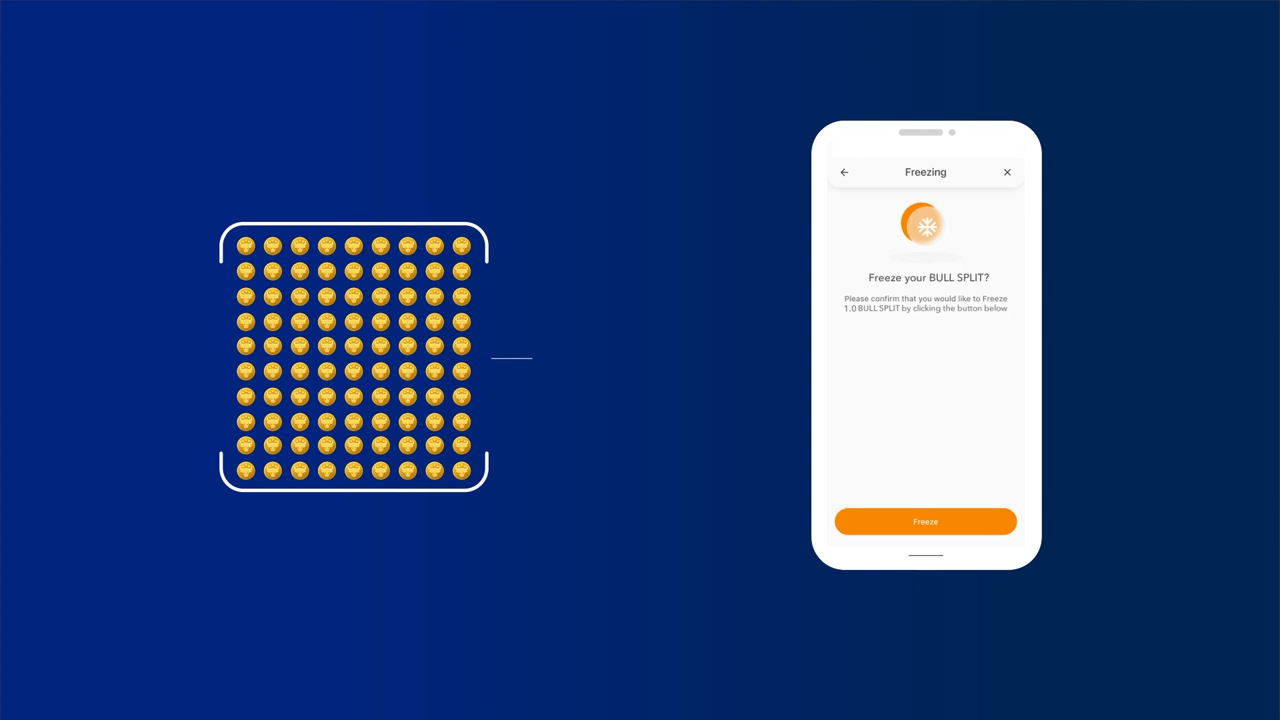 Freezing
Freeze your BULL SPLIT?
Please confirm that you would like to Freeze
1.0 BULL SPLIT by clicking the button below
Freeze